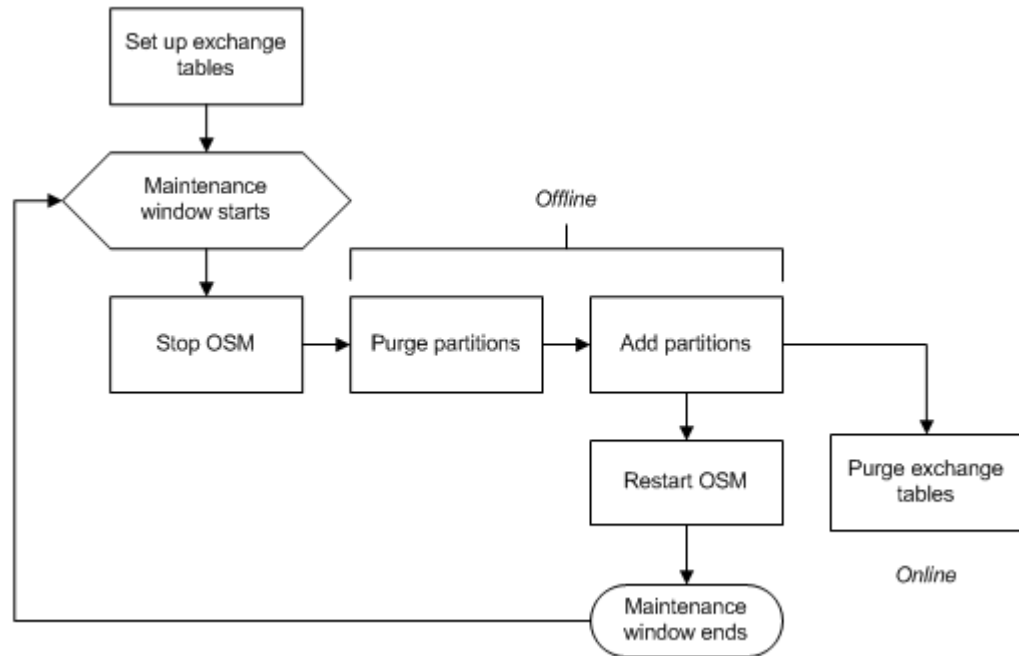 Set up exchange
tables
Maintenance
window starts
Offline
Stop OSM
Purge partitions
Add partitions
Restart OSM
Purge exchange
tables
Online
Maintenance
window ends